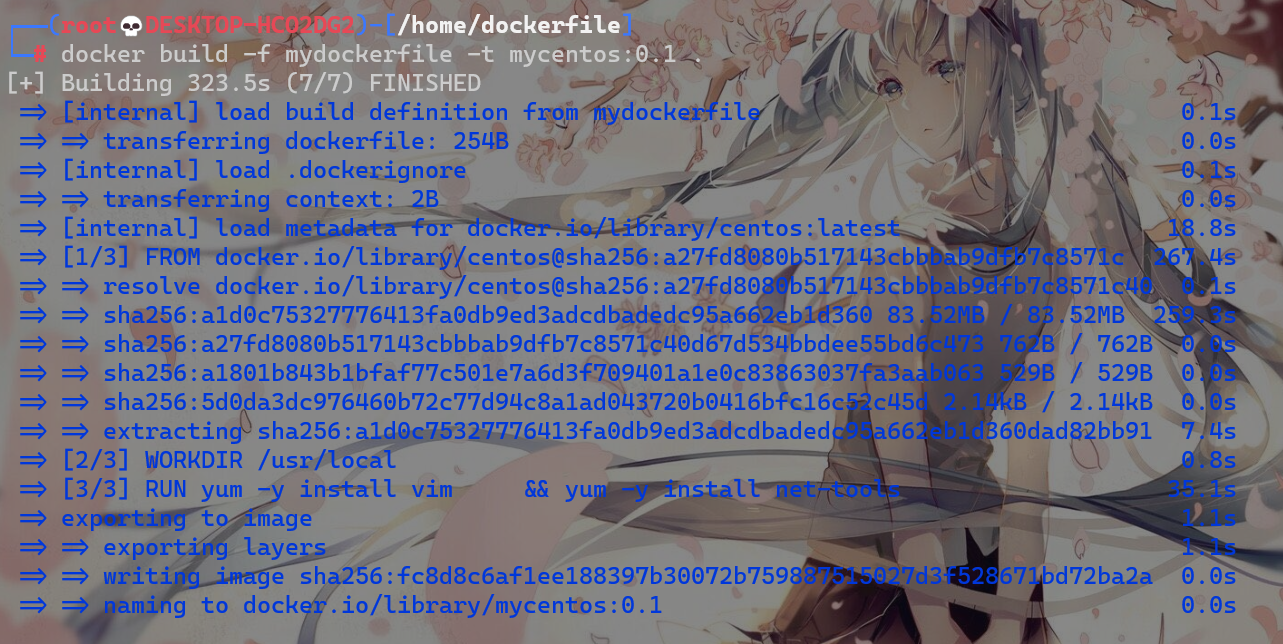 ┌──(root💀DESKTOP-HCO2DG2)-[/home/dockerfile]
└─# docker build -f mydockerfile -t mycentos:0.1 .
[+] Building 323.5s (7/7) FINISHED
=> [internal] load build definition from mydockerfile 0.1s
=> => transferring dockerfile: 254B 0.0s
=> [internal] load .dockerignore 0.1s
=> => transferring context: 2B 0.0s
=> [internal] load metadata for docker.io/library/centos:latest 18.8s
=> [1/3] FROM docker.io/library/centos@sha256:a27fd8080b517143cbbbab9dfb7c8571c 267.4s
=> => resolve docker.io/library/centos@sha256:a27fd8080b517143cbbbab9dfb7c8571c40 0.1s
=> => sha256:a1d0c75327776413fa0db9ed3adcdbadedc95a662eb1d360 83.52MB / 83.52MB 259.3s
=> => sha256:a27fd8080b517143cbbbab9dfb7c8571c40d67d534bbdee55bd6c473 762B / 762B 0.0s
=> => sha256:a1801b843b1bfaf77c501e7a6d3f709401a1e0c83863037fa3aab063 529B / 529B 0.0s
=> => sha256:5d0da3dc976460b72c77d94c8a1ad043720b0416bfc16c52c45d 2.14kB / 2.14kB 0.0s
=> => extracting sha256:a1d0c75327776413fa0db9ed3adcdbadedc95a662eb1d360dad82bb91 7.4s
=> [2/3] WORKDIR /usr/local 0.8s
=> [3/3] RUN yum -y install vim && yum -y install net-tools 35.1s
=> exporting to image 1.1s
=> => exporting layers 1.1s
=> => writing image sha256:fc8d8c6af1ee188397b30072b759887515027d3f528671bd72ba2a 0.0s
=> => naming to docker.io/library/mycentos:0.1 0.0s